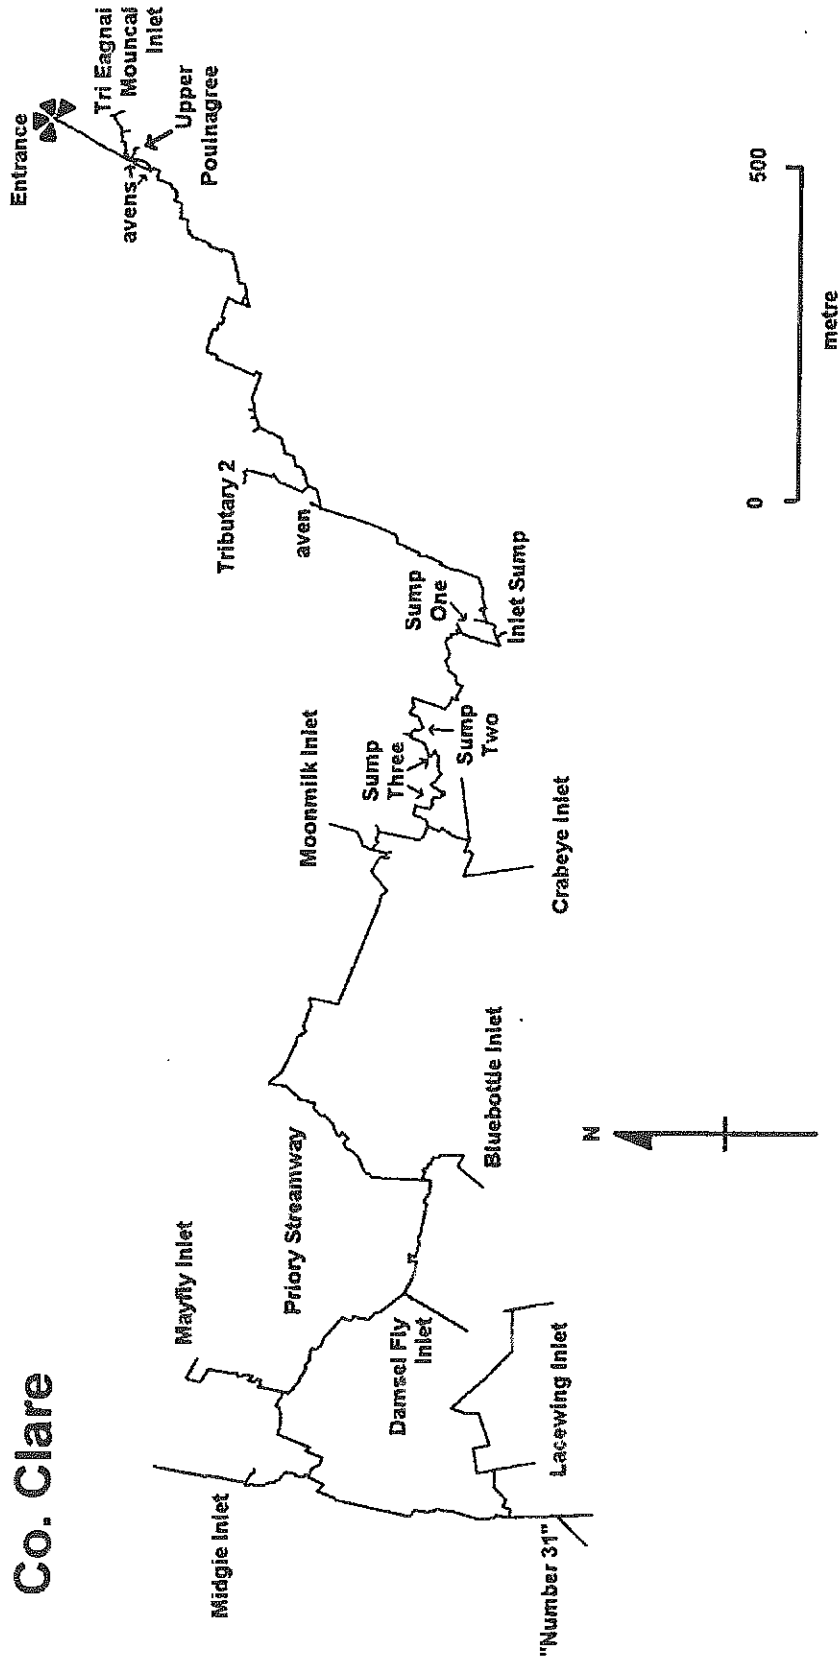 Co. Clare
Entrance
Tri Eagnai
Mouncai
Inlet
avens
Upper
Poulnagree
Tributary 2
aven
Sump
One
Inlet Sump
Moonmilk Inlet
Sump
Three
Sump
Two
Crabeye Inlet
Priory Streamway
Bluebottle Inlet
Mayfly Inlet
Damsel Fly
Inlet
Midgie Inlet
Lacewing Inlet
"Number 31"
N
0
500
metre